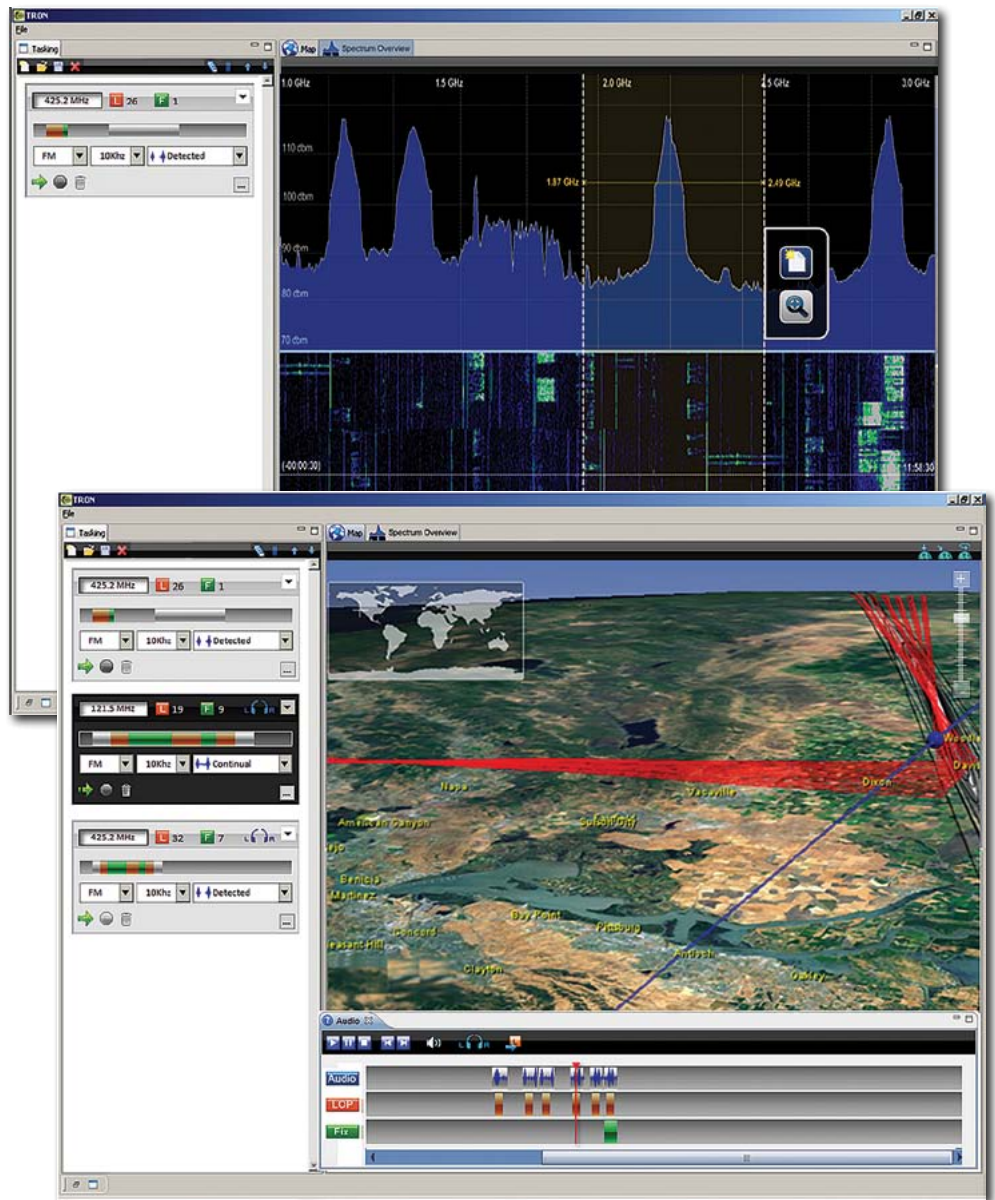 TRON
File
Tasking
Map Spectrum Overview
425.2 MHz L 26 F 1
FM 10Khz Detected
1.0 GHz 1.5 GHz 2.0 GHz 2.5 GHz 3.0 GHz
110 dbm
1.87 GHz 2.49 GHz
100 dbm
90 dbm
80 dbm
70 dbm
(-00:00:30) 11:58:30
TRON
File
Tasking
Map Spectrum Overview
425.2 MHz L 26 F 1
FM 10Khz Detected
121.5 MHz L 19 F 9 L R
FM 10Khz Continual
425.2 MHz L 32 F 7 L R
FM 10Khz Detected
Davis
Dixon
Napa
Vacaville
American Canyon
Benicia
Martinez
Bay Point
Pittsburg
Concord
Antioch
Clayton
Oakley
Audio
L R L
Audio
LOP
Fix